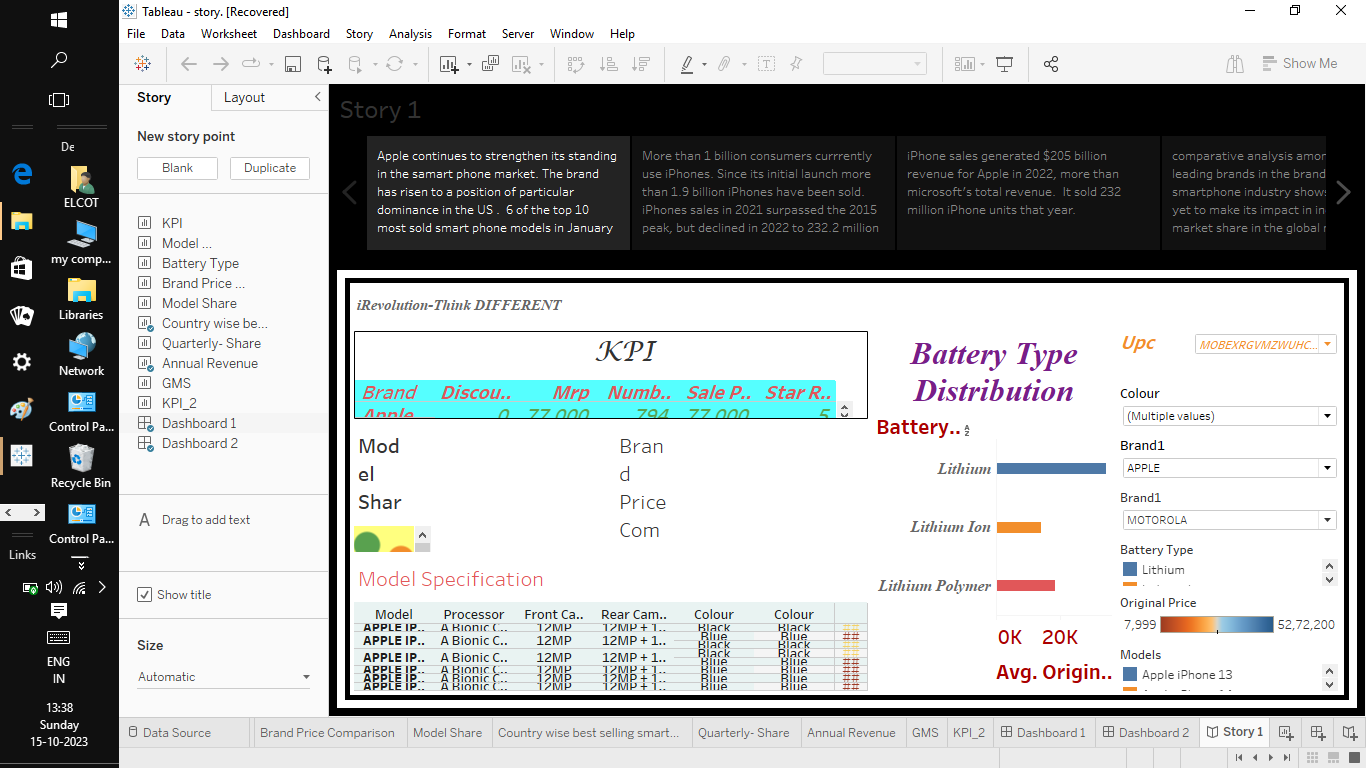 Tableau - story. [Recovered]
File Data Worksheet Dashboard Story Analysis Format Server Window Help
Show Me
De
ELCOT
my comp...
Libraries
Network
Control Pa...
Recycle Bin
Control Pa...
Links
ENG
IN
13:38
Sunday
15-10-2023
Story Layout
New story point
Blank Duplicate
KPI
Model ...
Battery Type
Brand Price ...
Model Share
Country wise be...
Quarterly- Share
Annual Revenue
GMS
KPI_2
Dashboard 1
Dashboard 2
A Drag to add text
Show title
Size
Automatic
Story 1
Apple continues to strengthen its standing
in the samart phone market. The brand
has risen to a position of particular
dominance in the US . 6 of the top 10
most sold smart phone models in January
More than 1 billion consumers currrently
use iPhones. Since its initial launch more
than 1.9 billion iPhones have been sold.
iPhones sales in 2021 surpassed the 2015
peak, but declined in 2022 to 232.2 million
iPhone sales generated $205 billion
revenue for Apple in 2022, more than
microsoft's total revenue. It sold 232
million iPhone units that year.
comparative analysis amor
leading brands in the brand
smartphone industry show
yet to make its impact in in
market share in the global
iRevolution-Think DIFFERENT
KPI
Brand Discou.. Mrp Numb.. Sale P.. Star R..
Apple 0 77,000 794 77,000 5
Mod
el
Shar
Bran
d
Price
Com
Model Specification
Model Processor Front Ca.. Rear Cam.. Colour Colour
APPLE IP.. A Bionic C.. 12MP 12MP + 1.. Black Black ##
Blue Blue ##
APPLE IP.. A Bionic C.. 12MP 12MP + 1.. Black Black ##
Blue Blue ##
APPLE IP.. A Bionic C.. 12MP 12MP + 1.. Black Black ##
Blue Blue ##
APPLE IP.. A Bionic C.. 12MP 12MP + 1.. Blue Blue ##
APPLE IP.. A Bionic C.. 12MP 12MP + 1.. Blue Blue ##
APPLE IP.. A Bionic C.. 12MP 12MP + 1.. Blue Blue ##
Battery Type
Distribution
Battery..
Lithium
Lithium Ion
Lithium Polymer
0K 20K
Avg. Origin..
Upc MOBEXRGVMZWUHC...
Colour
(Multiple values)
Brand1
APPLE
Brand1
MOTOROLA
Battery Type
Lithium
Original Price
7,999 52,72,200
Models
Apple iPhone 13
Data Source Brand Price Comparison Model Share Country wise best selling smart... Quarterly- Share Annual Revenue GMS KPI_2 Dashboard 1 Dashboard 2 Story 1